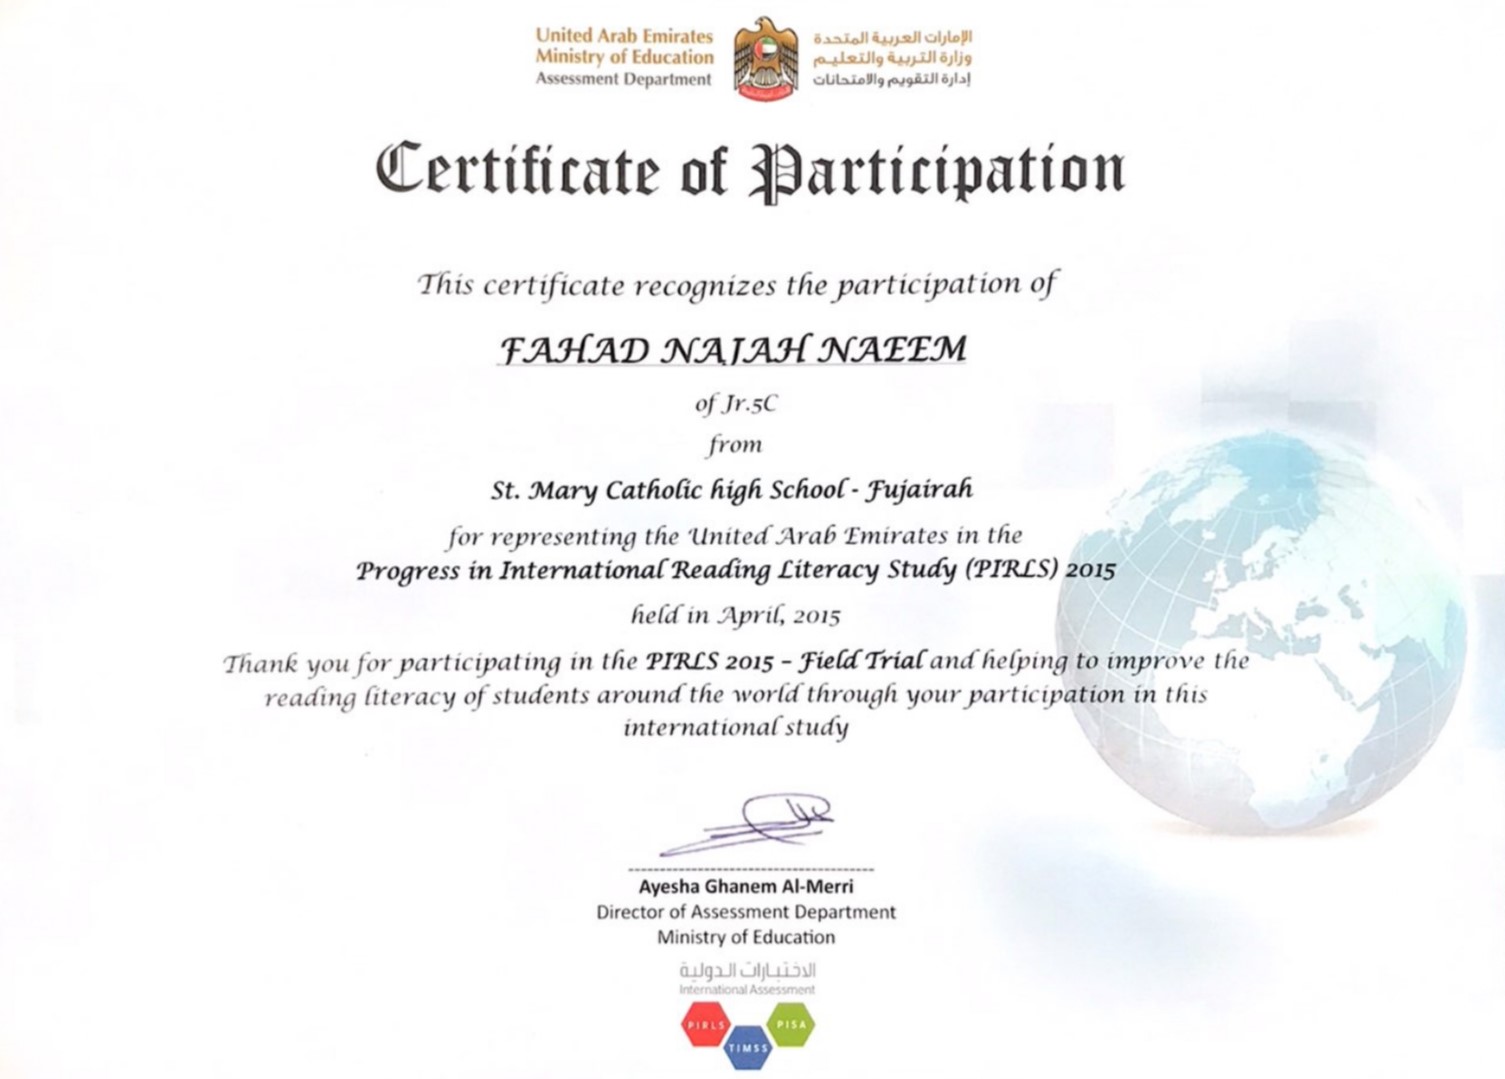 United Arab Emirates
Ministry of Education
Assessment Department
الإمارات العربية المتحدة
وزارة التربية والتعليم
إدارة التقويم والامتحانات
Certificate of Participation
This certificate recognizes the participation of
FAHAD NAJAH NAEEM
of Jr.5C
from
St. Mary Catholic high School - Fujairah
for representing the United Arab Emirates in the
Progress in International Reading Literacy Study (PIRLS) 2015
held in April, 2015
Thank you for participating in the PIRLS 2015 – Field Trial and helping to improve the
reading literacy of students around the world through your participation in this
international study
Ayesha Ghanem Al-Merri
Director of Assessment Department
Ministry of Education
الاختبارات الدولية
International Assessment
PIRLS
PISA
TIMSS